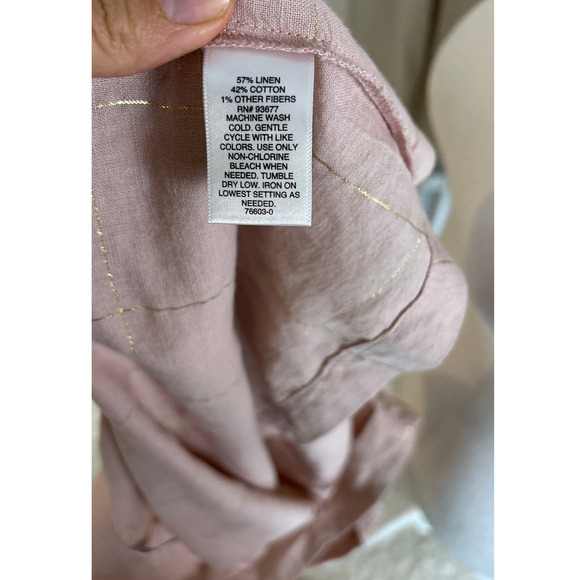 57% LINEN
42% COTTON
1% OTHER FIBERS
RN# 93677
MACHINE WASH
COLD. GENTLE
CYCLE WITH LIKE
COLORS. USE ONLY
NON-CHLORINE
BLEACH WHEN
NEEDED. TUMBLE
DRY LOW. IRON ON
LOWEST SETTING AS
NEEDED.
76603-0